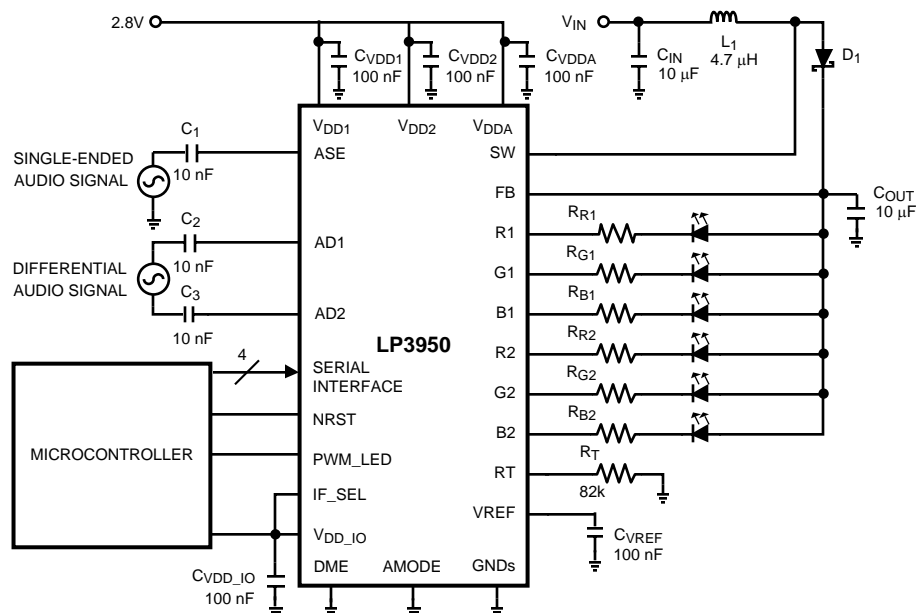 2.8V
VIN
CVDD1
100 nF
CVDD2
100 nF
CVDDA
100 nF
CIN
10 µF
L1
4.7 µH
D1
VDD1
VDD2
VDDA
C1
10 nF
SINGLE-ENDED
AUDIO SIGNAL
ASE
SW
FB
COUT
10 µF
C2
10 nF
DIFFERENTIAL
AUDIO SIGNAL
C3
10 nF
AD1
AD2
R1
RR1
G1
RG1
B1
RB1
LP3950
R2
RR2
G2
RG2
B2
RB2
4
SERIAL
INTERFACE
MICROCONTROLLER
NRST
PWM_LED
IF_SEL
VDD_IO
RT
RT
82k
VREF
CVREF
100 nF
CVDD_IO
100 nF
DME
AMODE
GNDs